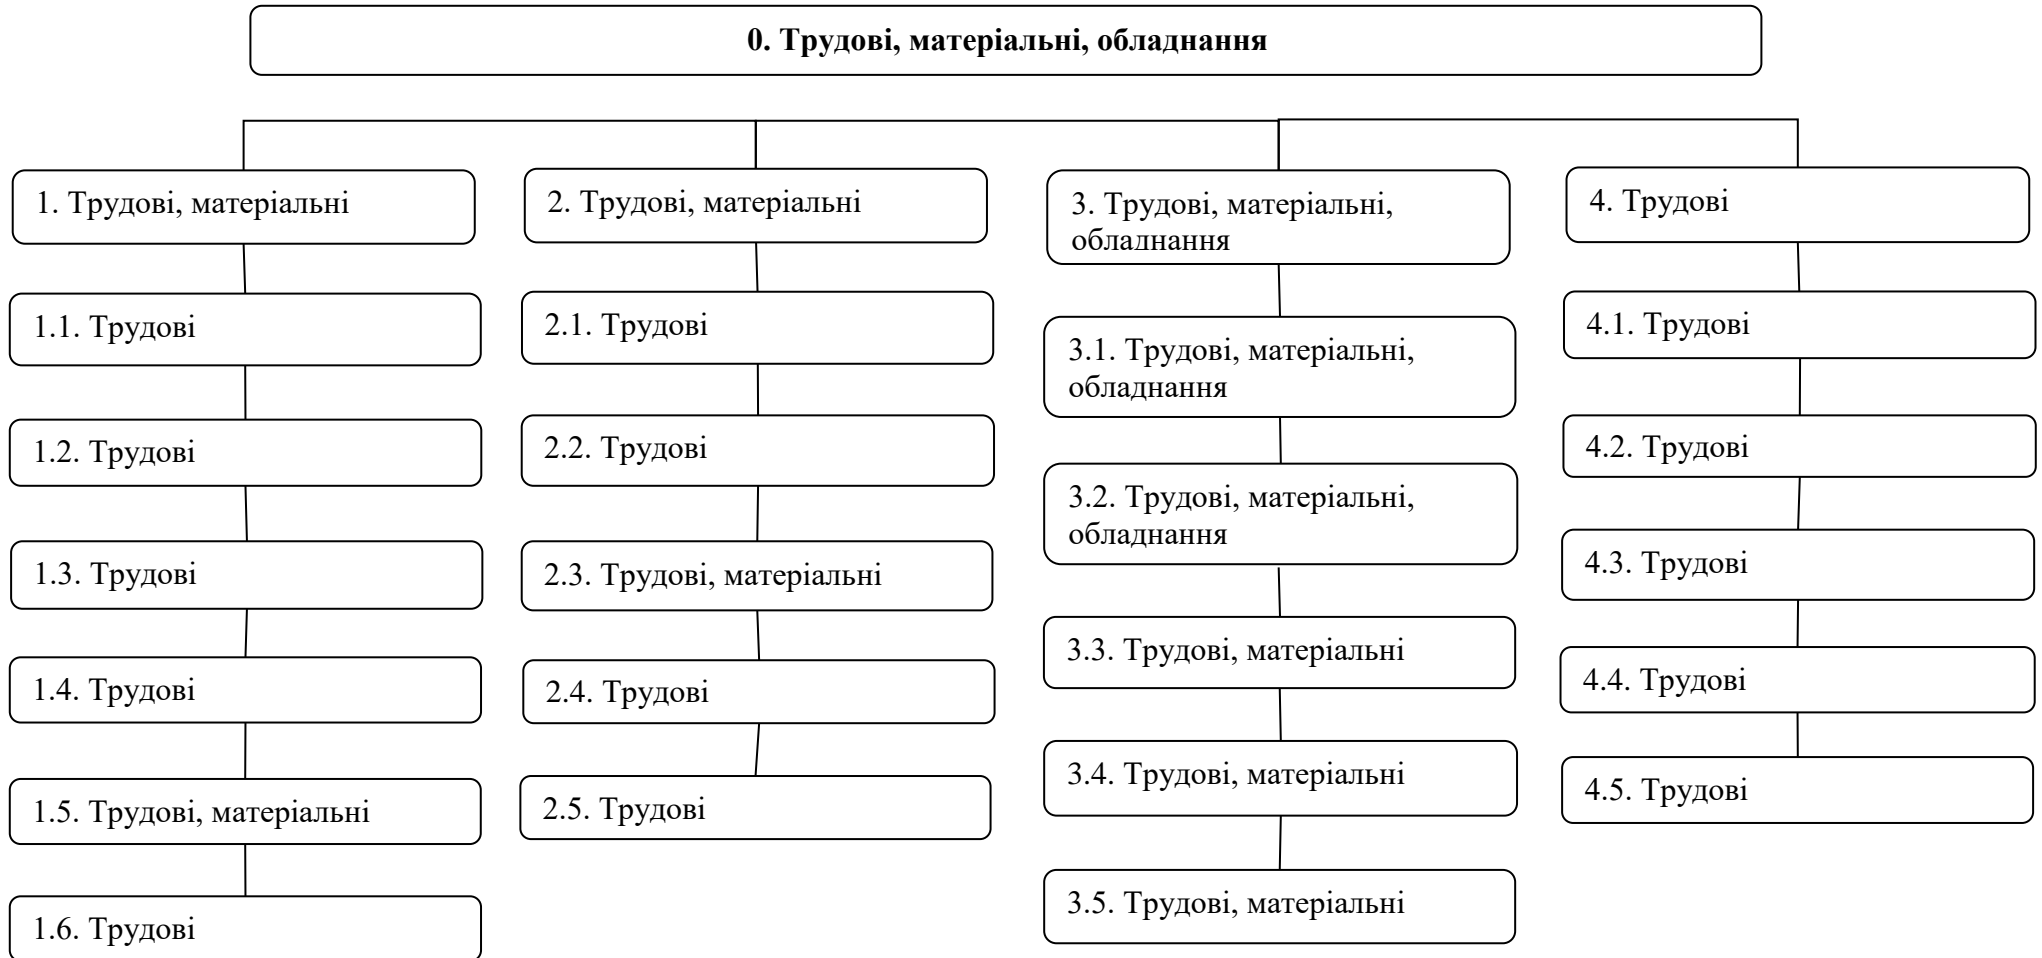 0. Трудові, матеріальні, обладнання
1. Трудові, матеріальні
1.1. Трудові
1.2. Трудові
1.3. Трудові
1.4. Трудові
1.5. Трудові, матеріальні
1.6. Трудові
2. Трудові, матеріальні
2.1. Трудові
2.2. Трудові
2.3. Трудові, матеріальні
2.4. Трудові
2.5. Трудові
3. Трудові, матеріальні,
обладнання
3.1. Трудові, матеріальні,
обладнання
3.2. Трудові, матеріальні,
обладнання
3.3. Трудові, матеріальні
3.4. Трудові, матеріальні
3.5. Трудові, матеріальні
4. Трудові
4.1. Трудові
4.2. Трудові
4.3. Трудові
4.4. Трудові
4.5. Трудові